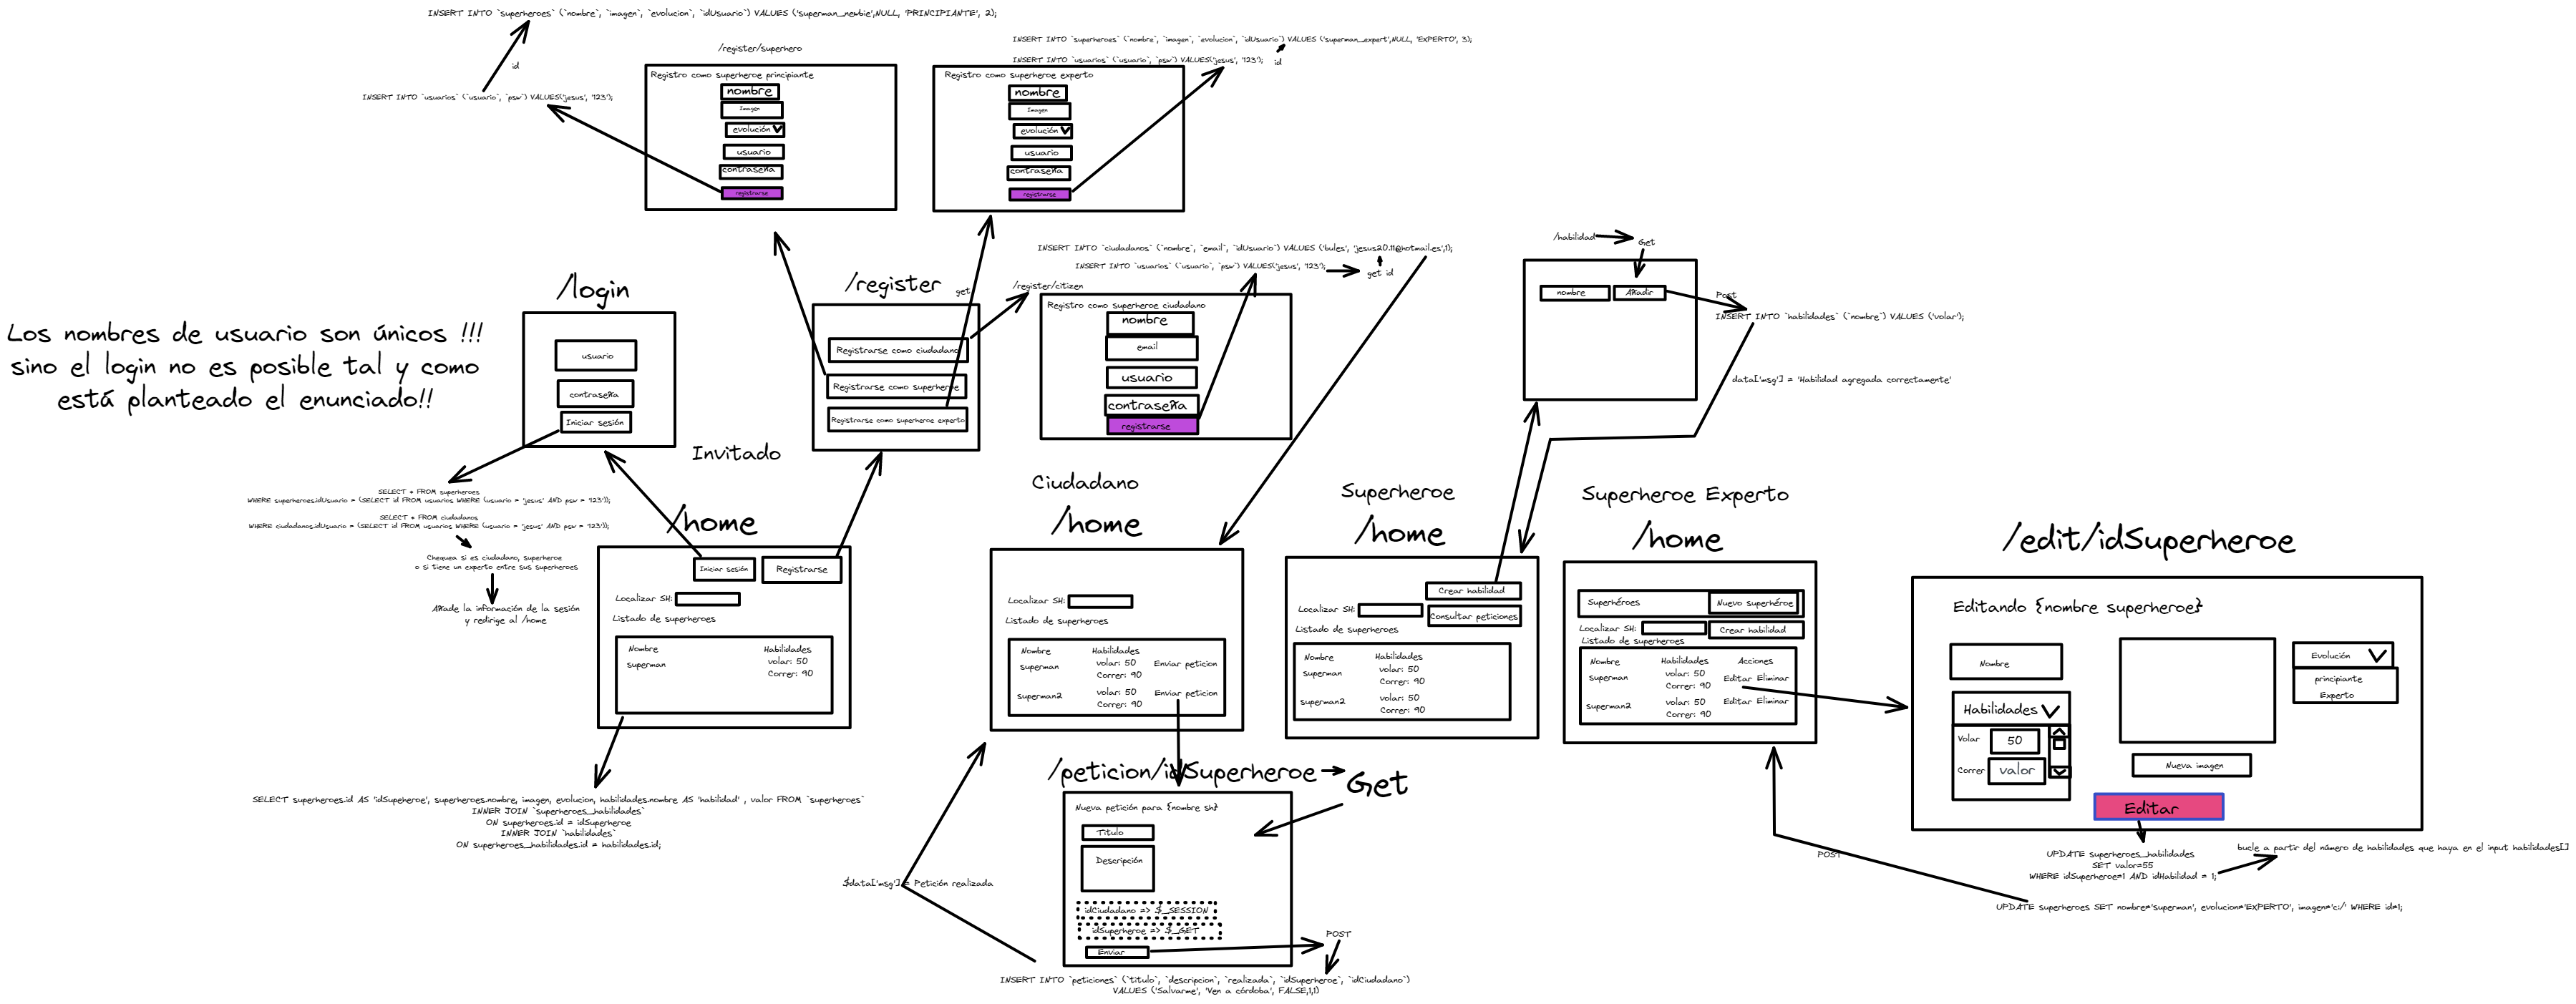 INSERT INTO `superheroes` (`nombre`, `imagen`, `evolucion`, `idUsuario`) VALUES ('superman_newbie',NULL, 'PRINCIPIANTE', 2);
id
INSERT INTO `usuarios` (`usuario`, `psw`) VALUES('jesus', '123');
/register/superhero
Registro como superheroe principiante
nombre
Imagen
evolución
usuario
contraseña
registrarse
INSERT INTO `superheroes` (`nombre`, `imagen`, `evolucion`, `idUsuario`) VALUES ('superman_expert',NULL, 'EXPERTO', 3);
INSERT INTO `usuarios` (`usuario`, `psw`) VALUES('jesus', '123');
id
Registro como superheroe experto
nombre
Imagen
evolución
usuario
contraseña
registrarse
Los nombres de usuario son únicos !!!
sino el login no es posible tal y como
está planteado el enunciado!!
/login
usuario
contraseña
Iniciar sesión
Invitado
/register
get
Registrarse como ciudadano
Registrarse como superheroe
Registrarse como superheroe experto
INSERT INTO `ciudadanos` (`nombre`, `email`, `idUsuario`) VALUES ('bules', 'jesus20.11@hotmail.es',1);
INSERT INTO `usuarios` (`usuario`, `psw`) VALUES('jesus', '123');
get id
/register/citizen
Registro como superheroe ciudadano
nombre
email
usuario
contraseña
registrarse
/habilidad
Get
nombre
Añadir
Post
INSERT INTO `habilidades` (`nombre`) VALUES ('volar');
data['msg'] = 'Habilidad agregada correctamente'
SELECT * FROM superheroes
WHERE superheroes.idUsuario = (SELECT id FROM usuarios WHERE (usuario = 'jesus' AND psw = '123'));
SELECT * FROM ciudadanos
WHERE ciudadanos.idUsuario = (SELECT id FROM usuarios WHERE (usuario = 'jesus' AND psw = '123'));
Chequea si es ciudadano, superheroe
o si tiene un experto entre sus superheroes
Añade la información de la sesión
y redirige al /home
/home
Iniciar sesión
Registrarse
Localizar SH:
Listado de superheroes
Nombre Habilidades
superman volar: 50
Correr: 90
SELECT superheroes.id AS 'idSupeheroe', superheroes.nombre, imagen, evolucion, habilidades.nombre AS 'habilidad' , valor FROM `superheroes`
INNER JOIN `superheroes_habilidades`
ON superheroes.id = idSuperheroe
INNER JOIN `habilidades`
ON superheroes_habilidades.id = habilidades.id;
Ciudadano
/home
Localizar SH:
Listado de superheroes
Nombre Habilidades
superman volar: 50 Enviar peticion
Correr: 90
superman2 volar: 50 Enviar peticion
Correr: 90
/peticion/idSuperheroe
Get
Nueva petición para {nombre sh}
Titulo
Descripción
idCiudadano => $_SESSION
idSuperheroe => $_GET
Enviar
POST
$data['msg'] = Petición realizada
INSERT INTO `peticiones` (`titulo`, `descripcion`, `realizada`, `idSuperheroe`, `idCiudadano`)
VALUES ('Salvarme', 'Ven a córdoba', FALSE,1,1)
Superheroe
/home
Crear habilidad
Localizar SH:
Consultar peticiones
Listado de superheroes
Nombre Habilidades
superman volar: 50
Correr: 90
superman2 volar: 50
Correr: 90
Superheroe Experto
/home
Superhéroes
Nuevo superhéroe
Localizar SH:
Crear habilidad
Listado de superheroes
Nombre Habilidades Acciones
superman volar: 50 Editar Eliminar
Correr: 90
superman2 volar: 50 Editar Eliminar
Correr: 90
/edit/idSuperheroe
Editando {nombre superheroe}
Nombre
Evolución
principiante
Experto
Habilidades
Volar 50
Correr valor
Nueva imagen
Editar
POST
UPDATE superheroes_habilidades
SET valor=55
WHERE idSuperheroe=1 AND idHabilidad = 1;
bucle a partir del número de habilidades que haya en el input habilidades[]
UPDATE superheroes SET nombre='superman', evolucion='EXPERTO', imagen='c:/' WHERE id=1;